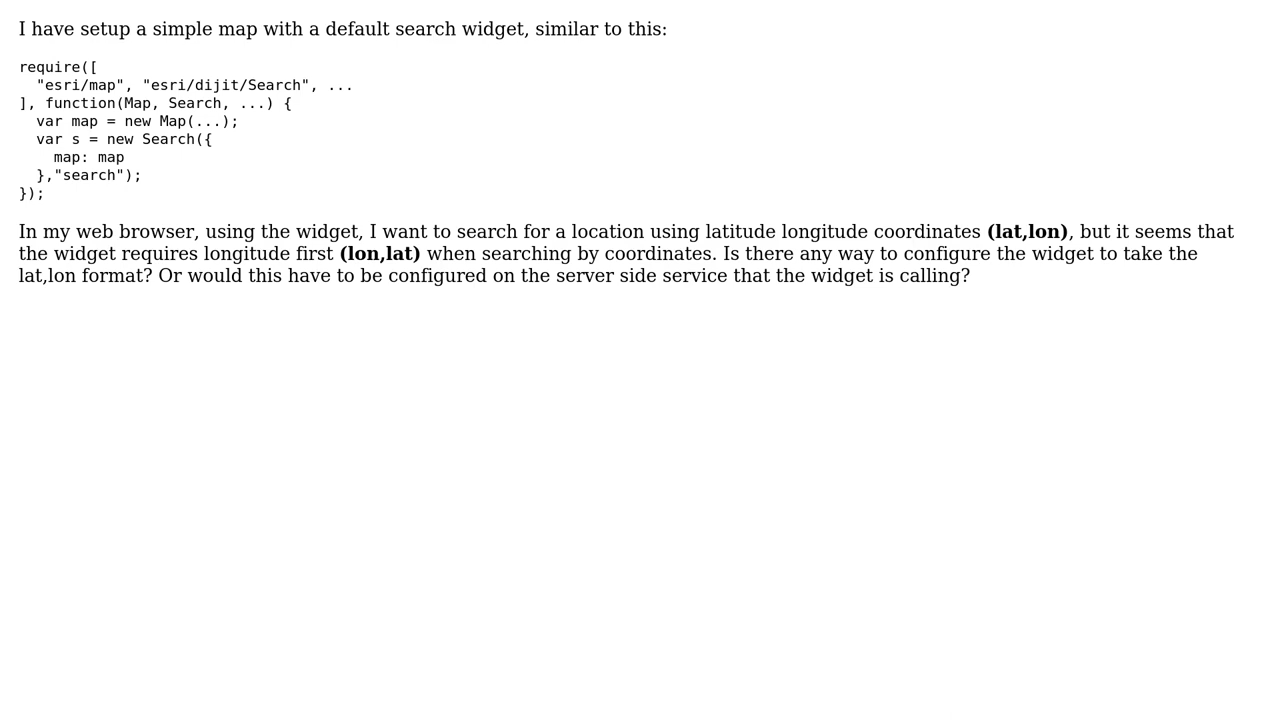 I have setup a simple map with a default search widget, similar to this:
require([
  "esri/map", "esri/dijit/Search", ...
], function(Map, Search, ...) {
  var map = new Map(...);
  var s = new Search({
    map: map
  },"search");
});
In my web browser, using the widget, I want to search for a location using latitude longitude coordinates (lat,lon), but it seems that
the widget requires longitude first (lon,lat) when searching by coordinates. Is there any way to configure the widget to take the
lat,lon format? Or would this have to be configured on the server side service that the widget is calling?